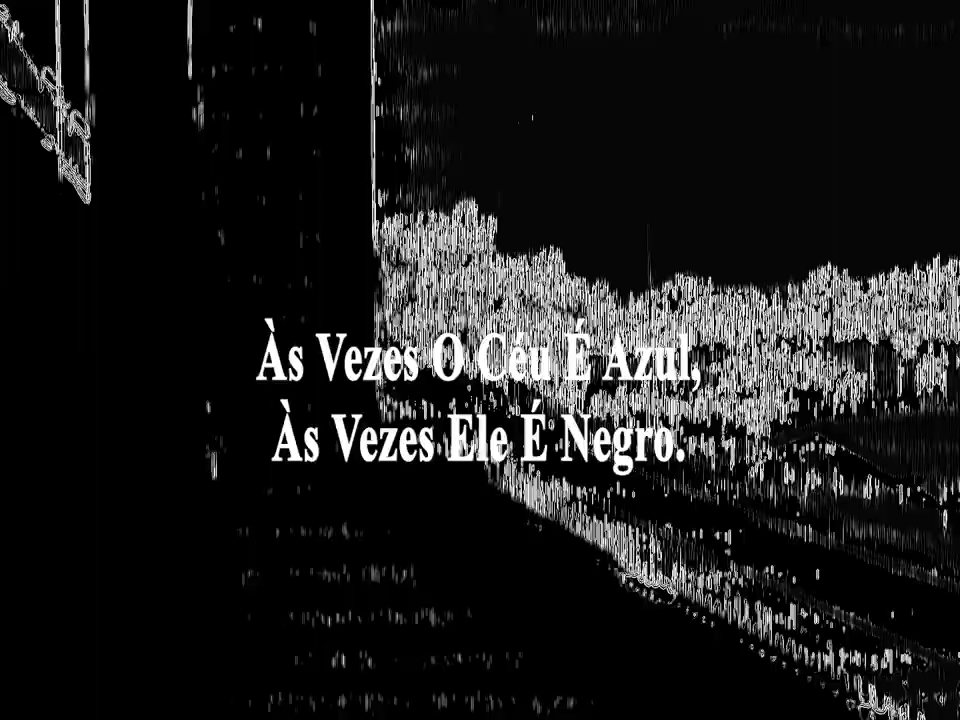 Às Vezes O Céu É Azul,
Às Vezes Ele É Negro.